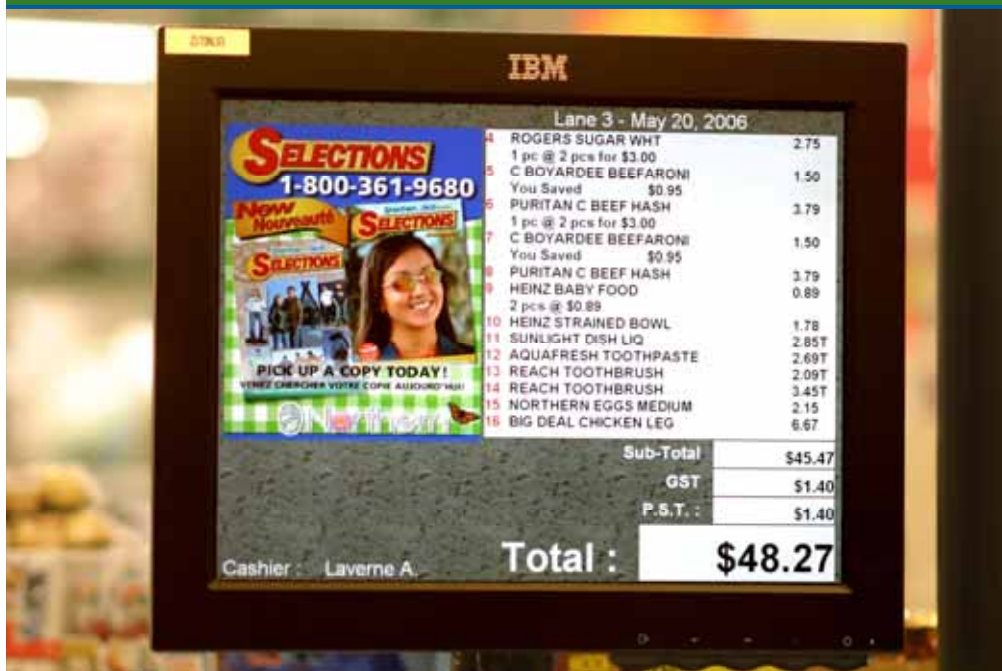 IBM
Lane 3 - May 20, 2006
SELECTIONS
1-800-361-9680
New
Nouveauté
SELECTIONS
SELECTIONS
PICK UP A COPY TODAY!
VENEZ CHERCHER VOTRE COPIE AUJOURD'HUI!
Northern
4 ROGERS SUGAR WHT 2.75
1 pc @ 2 pcs for $3.00
5 C BOYARDEE BEEFARONI 1.50
You Saved $0.95
6 PURITAN C BEEF HASH 3.79
1 pc @ 2 pcs for $3.00
7 C BOYARDEE BEEFARONI 1.50
You Saved $0.95
8 PURITAN C BEEF HASH 3.79
9 HEINZ BABY FOOD 0.89
2 pcs @ $0.89
10 HEINZ STRAINED BOWL 1.78
11 SUNLIGHT DISH LIQ 2.85T
12 AQUAFRESH TOOTHPASTE 2.69T
13 REACH TOOTHBRUSH 2.09T
14 REACH TOOTHBRUSH 3.45T
15 NORTHERN EGGS MEDIUM 2.15
16 BIG DEAL CHICKEN LEG 6.67
Sub-Total $45.47
GST $1.40
P.S.T. : $1.40
Total : $48.27
Cashier : Laverne A.